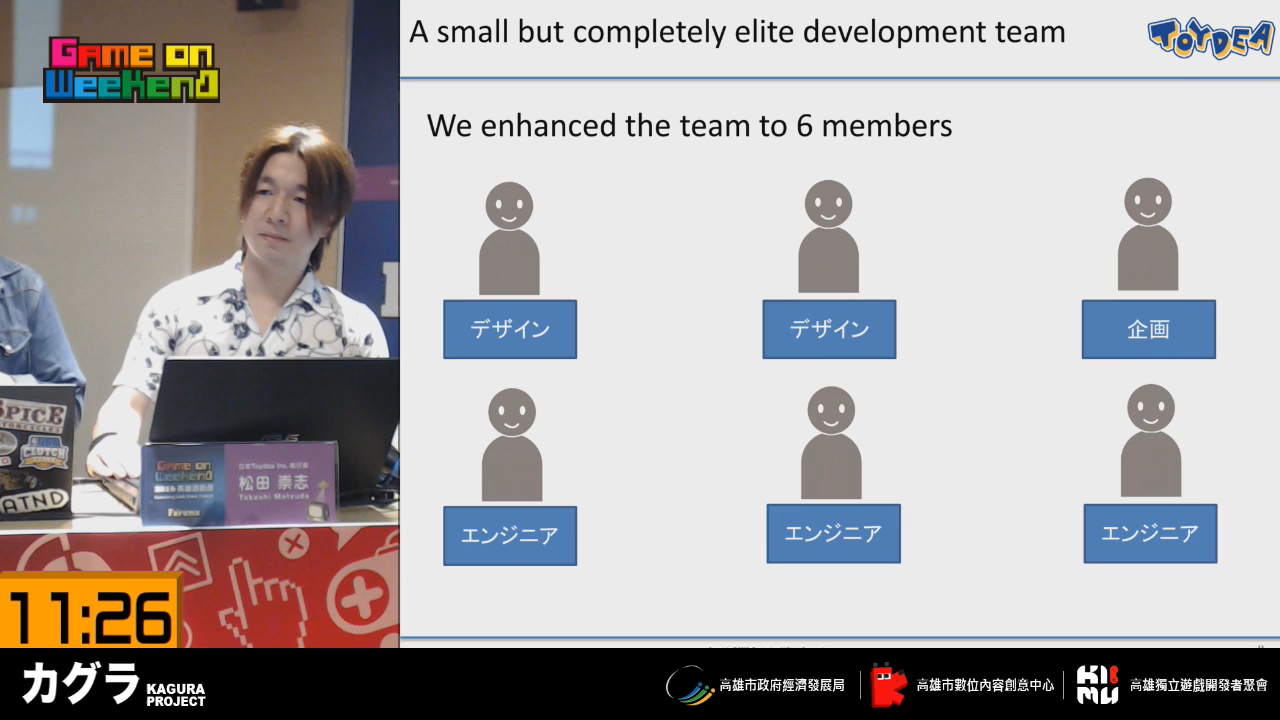 GAME ON
WEEKEND
A small but completely elite development team
TOYDEA
We enhanced the team to 6 members
デザイン
デザイン
企画
エンジニア
エンジニア
エンジニア
SPICE
CLUTCH
ATND
GAME ON
WEEKEND
Forums
日本Toydea Inc.
松田 崇志
Takashi Matsuda
11:26
カグラ
KAGURA
PROJECT
高雄市政府經濟發展局
高雄市數位內容創意中心
KIMU
高雄獨立遊戲開發者聚會